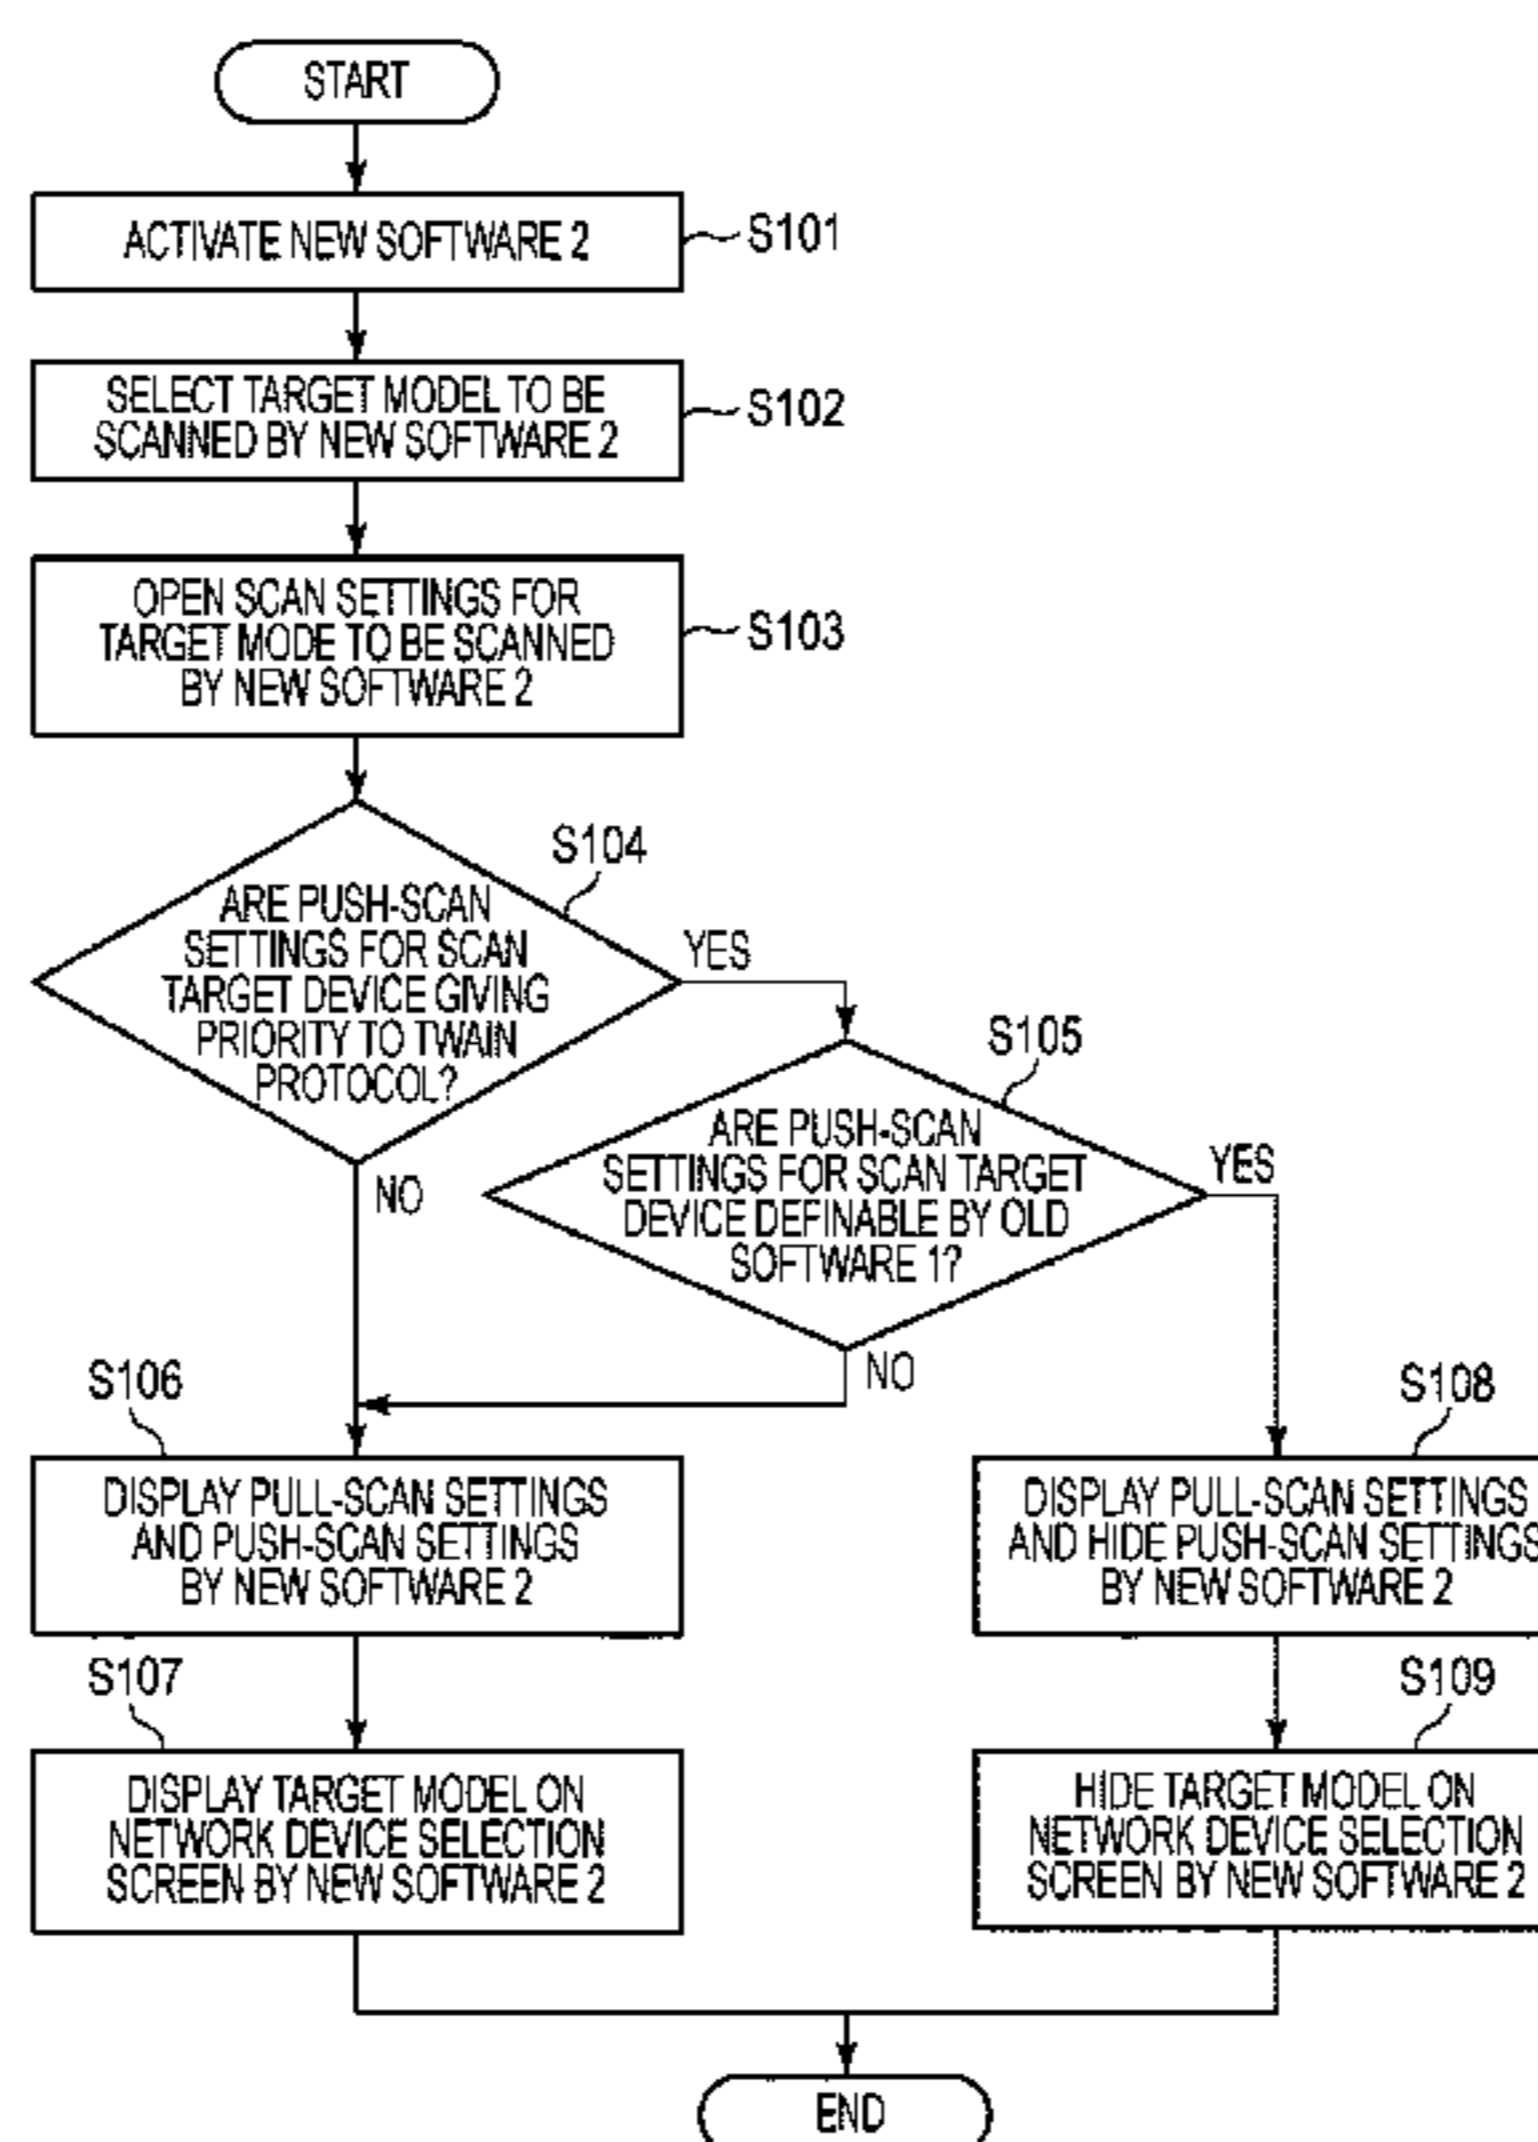 START
ACTIVATE NEW SOFTWARE 2
S101
SELECT TARGET MODEL TO BE
SCANNED BY NEW SOFTWARE 2
S102
OPEN SCAN SETTINGS FOR
TARGET MODE TO BE SCANNED
BY NEW SOFTWARE 2
S103
S104
ARE PUSH-SCAN
SETTINGS FOR SCAN
TARGET DEVICE GIVING
PRIORITY TO TWAIN
PROTOCOL?
YES
NO
S105
ARE PUSH-SCAN
SETTINGS FOR SCAN TARGET
DEVICE DEFINABLE BY OLD
SOFTWARE 1?
YES
NO
S106
DISPLAY PULL-SCAN SETTINGS
AND PUSH-SCAN SETTINGS
BY NEW SOFTWARE 2
S108
DISPLAY PULL-SCAN SETTINGS
AND HIDE PUSH-SCAN SETTINGS
BY NEW SOFTWARE 2
S107
DISPLAY TARGET MODEL ON
NETWORK DEVICE SELECTION
SCREEN BY NEW SOFTWARE 2
S109
HIDE TARGET MODEL ON
NETWORK DEVICE SELECTION
SCREEN BY NEW SOFTWARE 2
END